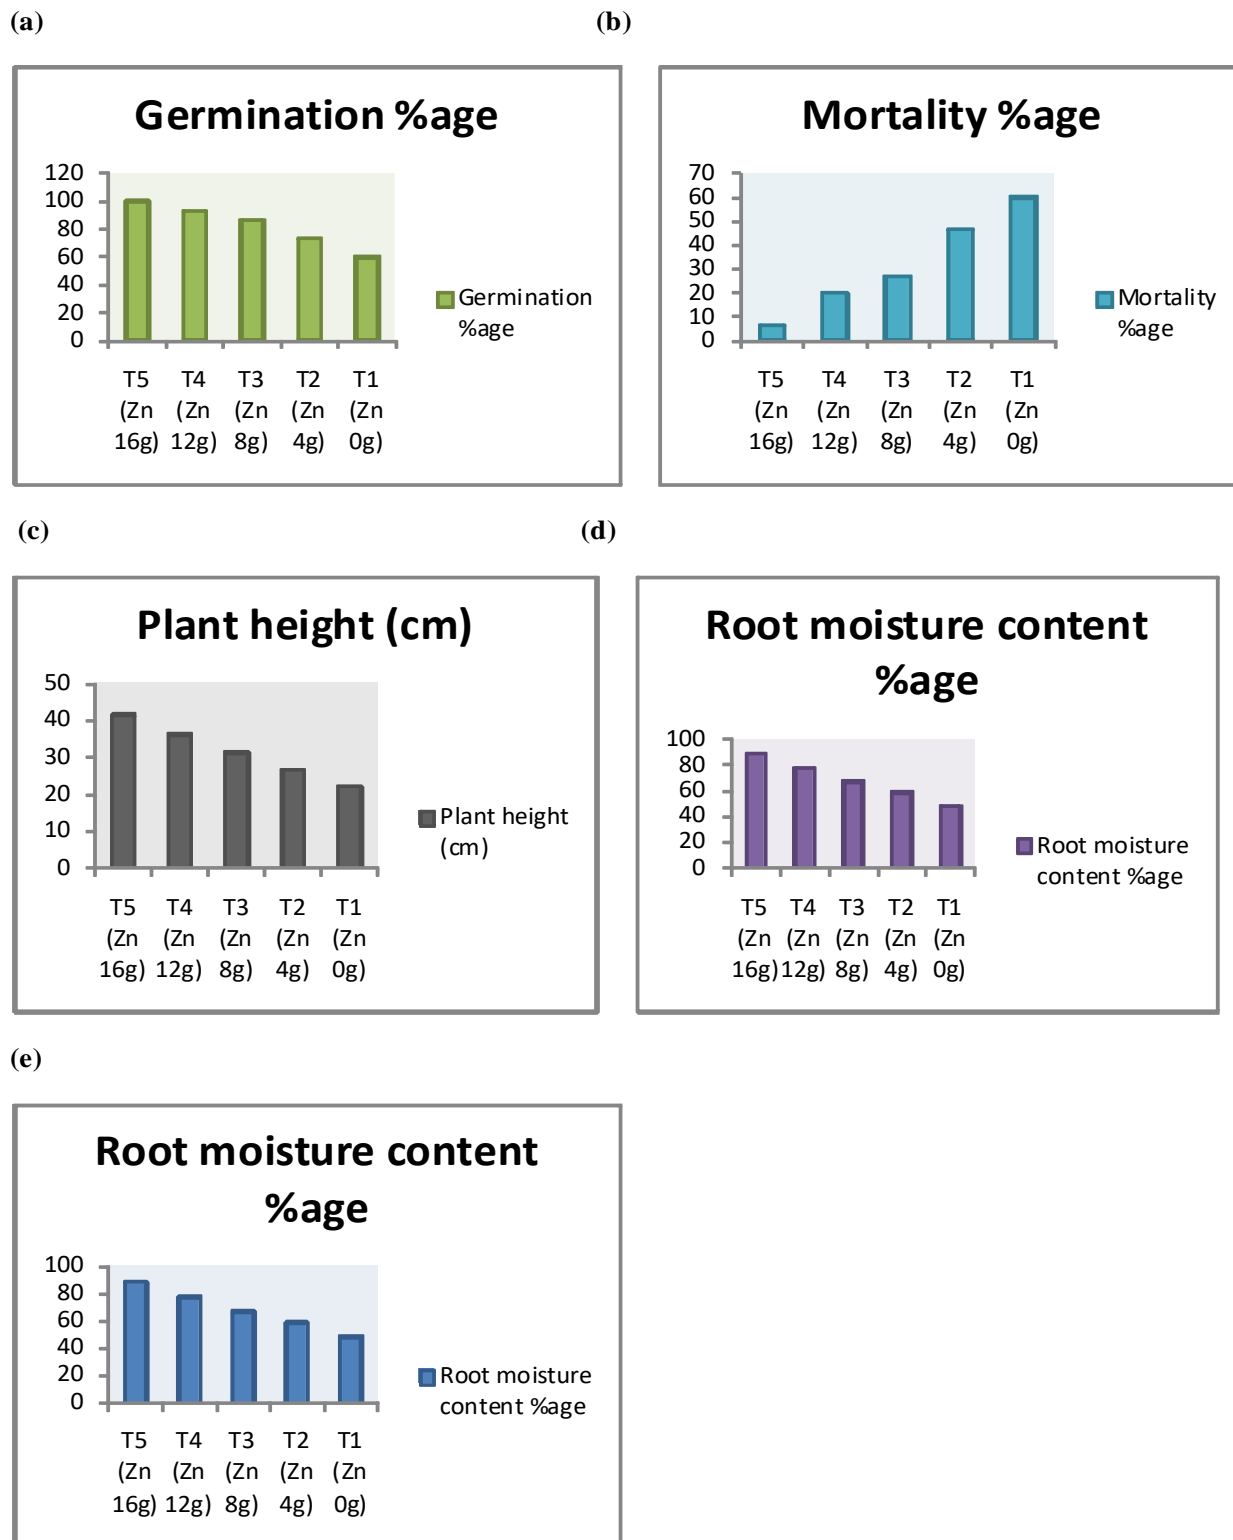 (a)
(b)
Germination %age
120
100
80
60
40
20
0
T5 T4 T3 T2 T1
(Zn (Zn (Zn (Zn (Zn
16g) 12g) 8g) 4g) 0g)
Germination
%age
Mortality %age
70
60
50
40
30
20
10
0
T5 T4 T3 T2 T1
(Zn (Zn (Zn (Zn (Zn
16g) 12g) 8g) 4g) 0g)
Mortality
%age
(c)
(d)
Plant height (cm)
50
40
30
20
10
0
T5 T4 T3 T2 T1
(Zn (Zn (Zn (Zn (Zn
16g) 12g) 8g) 4g) 0g)
Plant height
(cm)
Root moisture content
%age
100
80
60
40
20
0
T5 T4 T3 T2 T1
(Zn (Zn (Zn (Zn (Zn
16g) 12g) 8g) 4g) 0g)
Root moisture
content %age
(e)
Root moisture content
%age
100
80
60
40
20
0
T5 T4 T3 T2 T1
(Zn (Zn (Zn (Zn (Zn
16g) 12g) 8g) 4g) 0g)
Root moisture
content %age